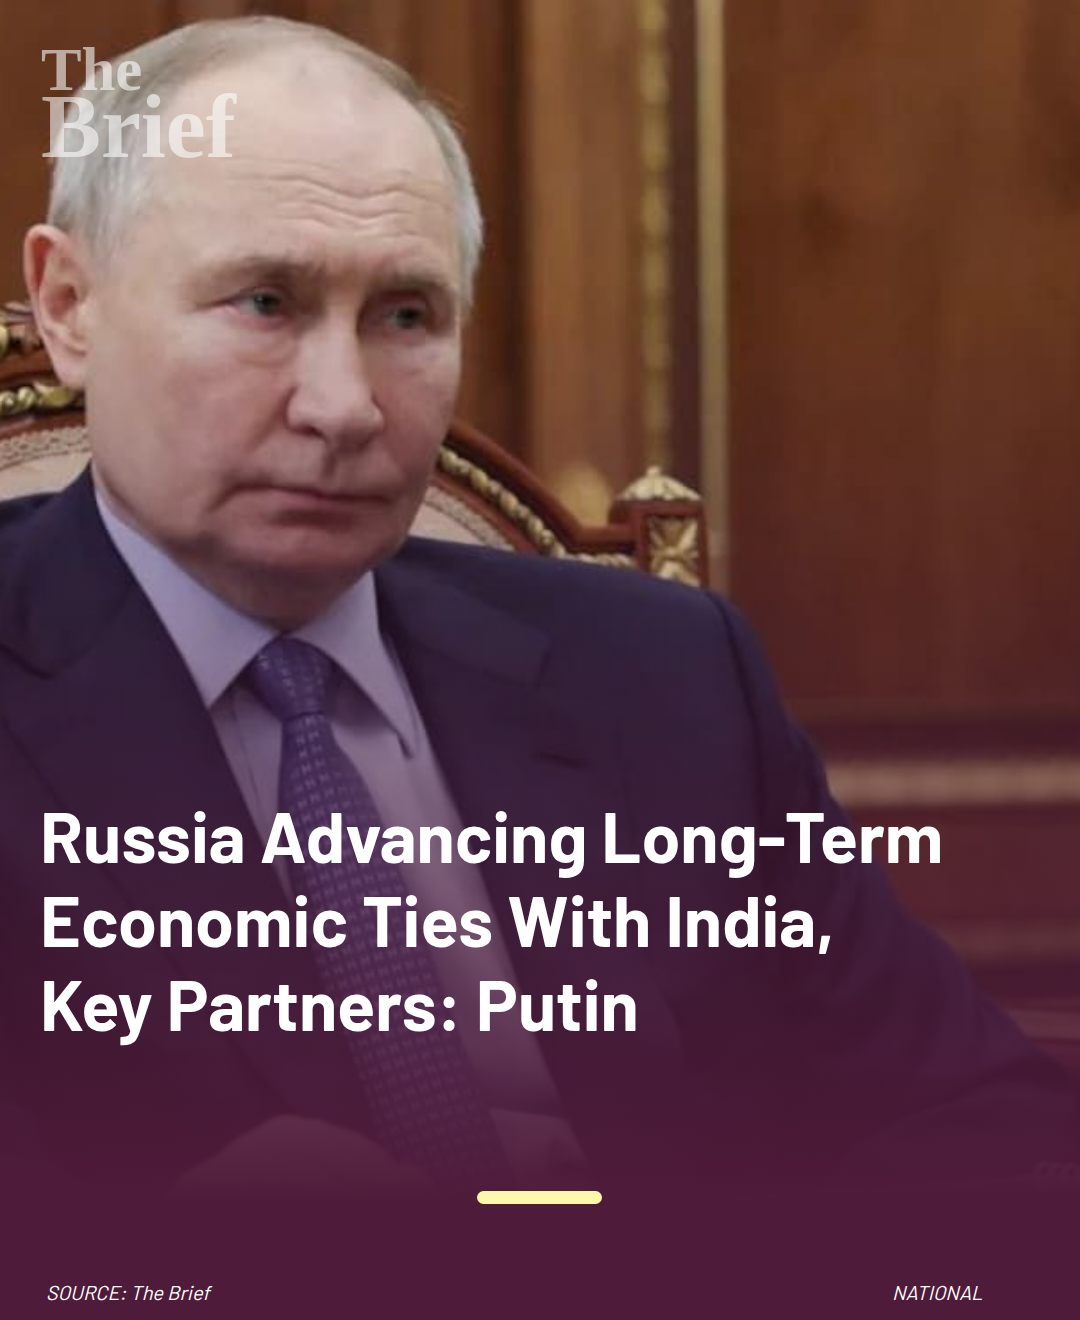 The
Brief
Russia Advancing Long-Term
Economic Ties With India,
Key Partners: Putin
SOURCE: The Brief
NATIONAL